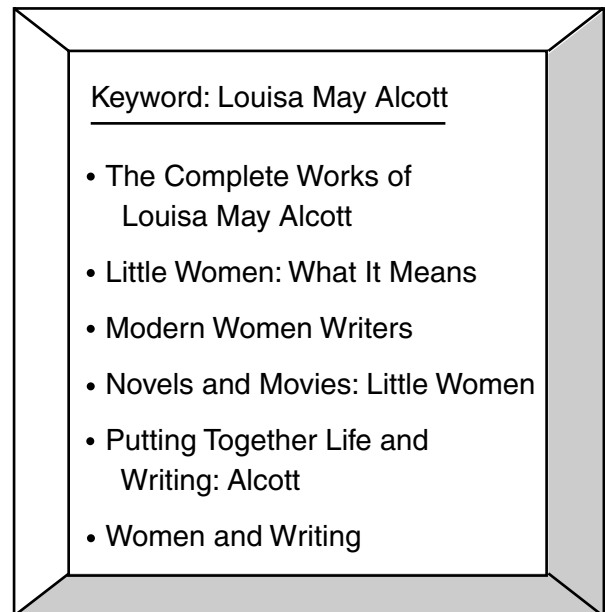 Keyword: Louisa May Alcott
• The Complete Works of
Louisa May Alcott
• Little Women: What It Means
• Modern Women Writers
• Novels and Movies: Little Women
• Putting Together Life and
Writing: Alcott
• Women and Writing